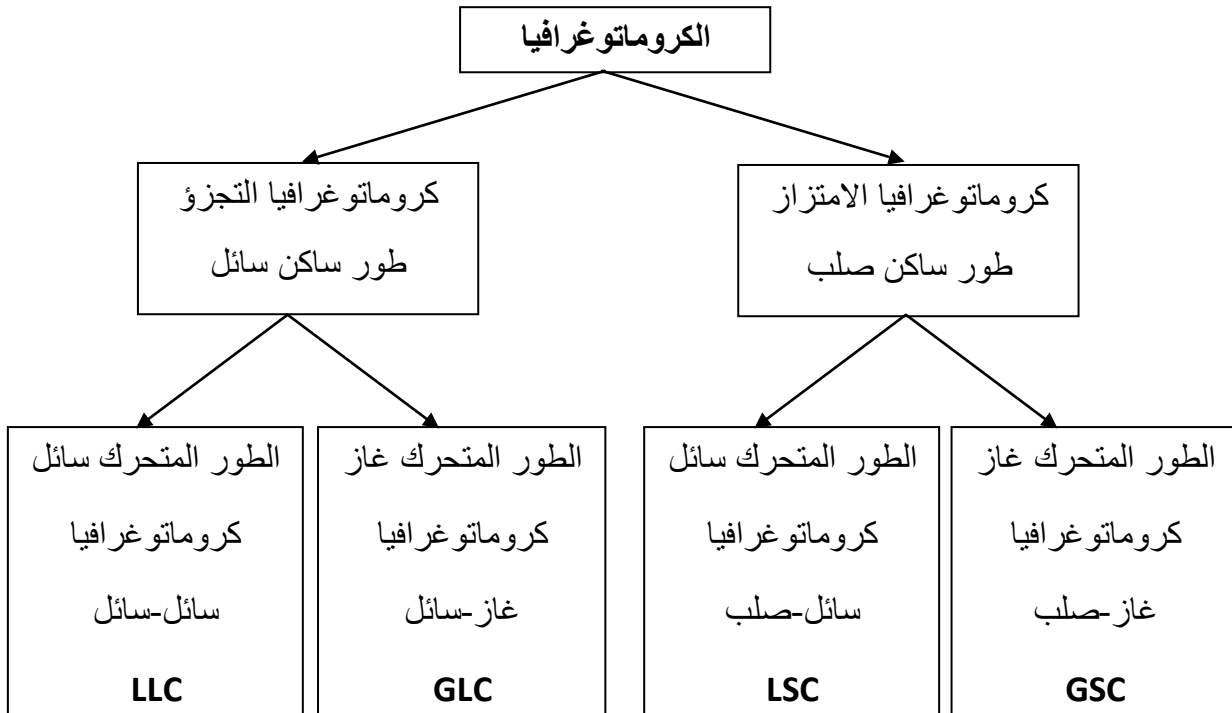 الكروماتوغرافيا
كروماتوغرافيا الامتزاز
طور ساكن صلب
كروماتوغرافيا التجزؤ
طور ساكن سائل
الطور المتحرك غاز
كروماتوغرافيا
غاز-صلب
GSC
الطور المتحرك سائل
كروماتوغرافيا
سائل-صلب
LSC
الطور المتحرك غاز
كروماتوغرافيا
غاز-سائل
GLC
الطور المتحرك سائل
كروماتوغرافيا
سائل-سائل
LLC